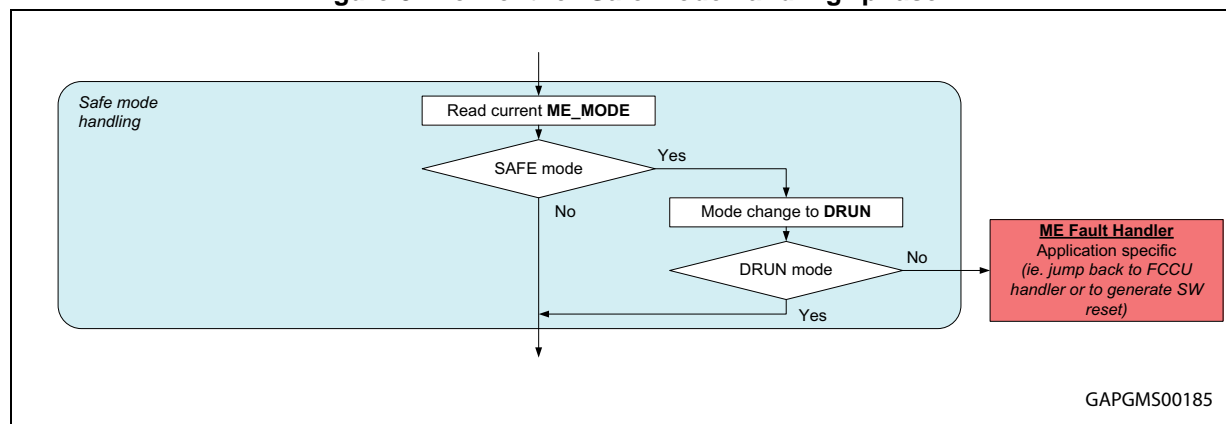 Safe mode
handling
Read current ME_MODE
SAFE mode
Yes
No
Mode change to DRUN
DRUN mode
No
Yes
ME Fault Handler
Application specific
(ie. jump back to FCCU
handler or to generate SW
reset)
GAPGMS00185